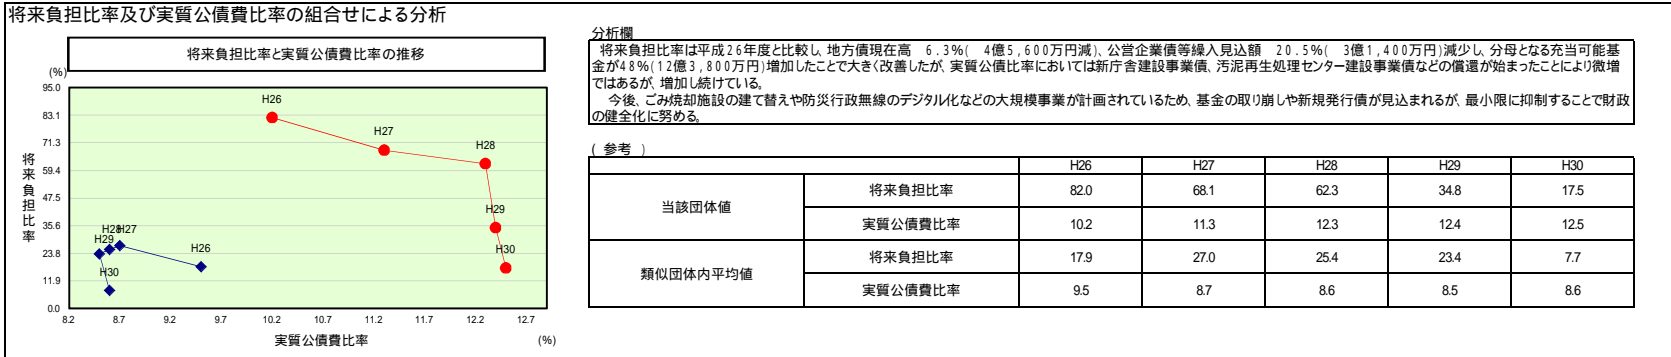 将来負担比率及び実質公債費比率の組合せによる分析
将来負担比率と実質公債費比率の推移
(%)
95.0
83.1
71.3
59.4
47.5
35.6
23.8
11.9
0.0
将来負担比率
H26
H27
H28
H29
H30
H28
H27
H29
H26
H30
8.2 8.7 9.2 9.7 10.2 10.7 11.2 11.7 12.2 12.7
実質公債費比率
(%)
分析欄
将来負担比率は平成26年度と比較し、地方債現在高 6.3%( 4億5,600万円減)、公営企業債等繰入見込額 20.5%( 3億1,400万円)減少し、分母となる充当可能基
金が48%(12億3,800万円)増加したことで大きく改善したが、実質公債比率においては新庁舎建設事業債、汚泥再生処理センター建設事業債などの償還が始まったことにより微増
ではあるが、増加し続けている。
今後、ごみ焼却施設の建て替えや防災行政無線のデジタル化などの大規模事業が計画されているため、基金の取り崩しや新規発行債が見込まれるが、最小限に抑制することで財政
の健全化に努める。
( 参考 )
H26 H27 H28 H29 H30
当該団体値 将来負担比率 82.0 68.1 62.3 34.8 17.5
実質公債費比率 10.2 11.3 12.3 12.4 12.5
類似団体内平均値 将来負担比率 17.9 27.0 25.4 23.4 7.7
実質公債費比率 9.5 8.7 8.6 8.5 8.6